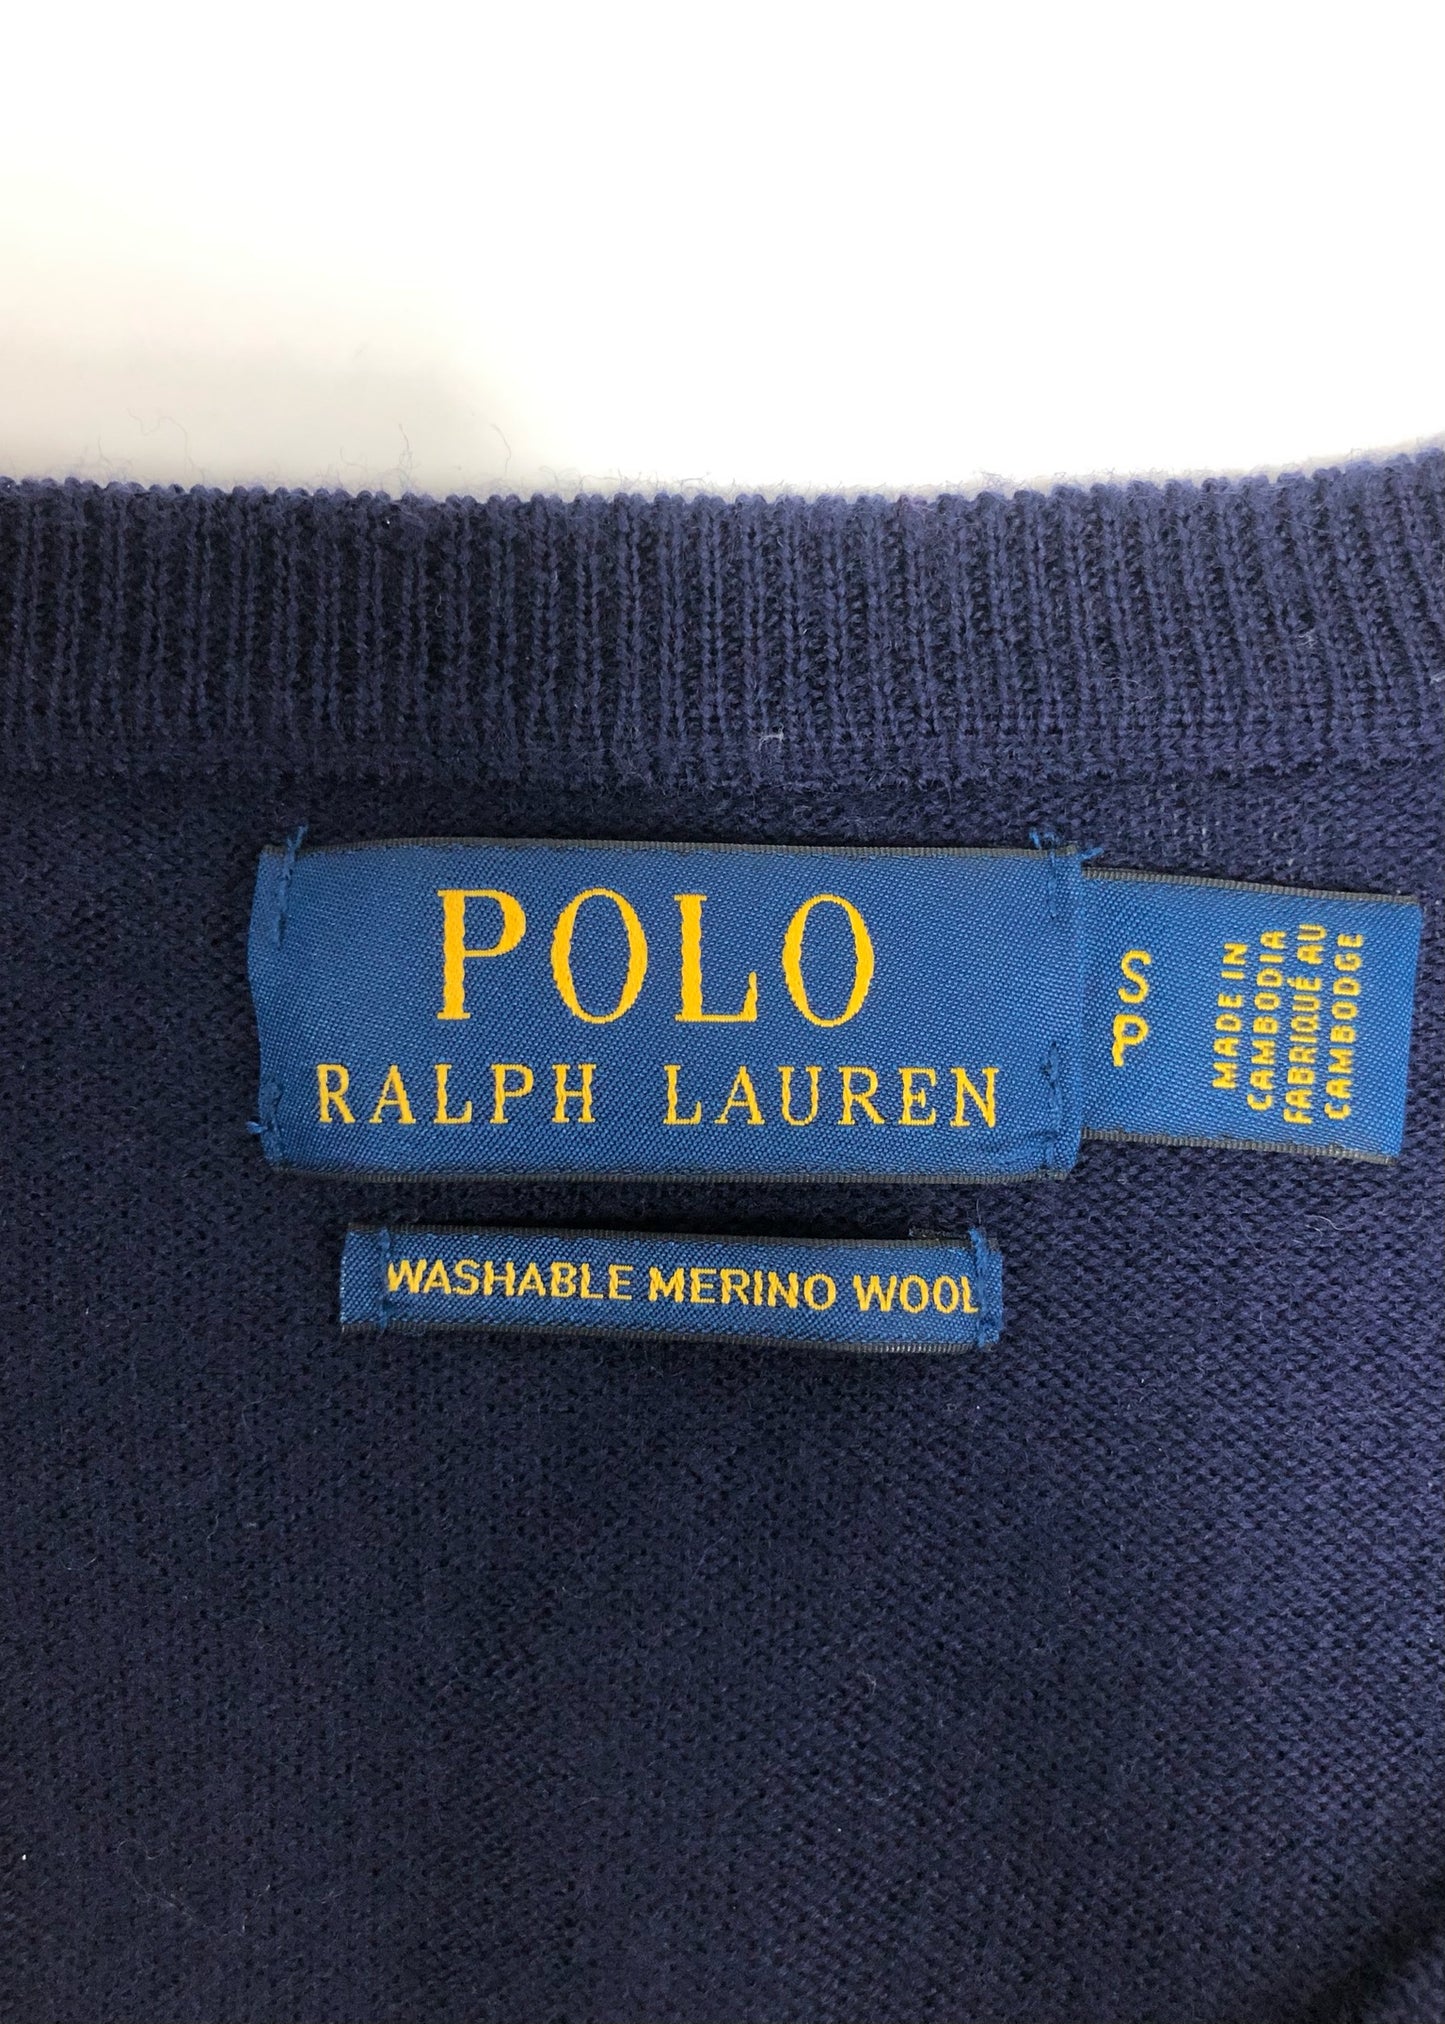 POLO
RALPH LAUREN
S
P
MADE IN
CAMBODIA
FABRIQUÉ AU
CAMBODGE
WASHABLE MERINO WOOL